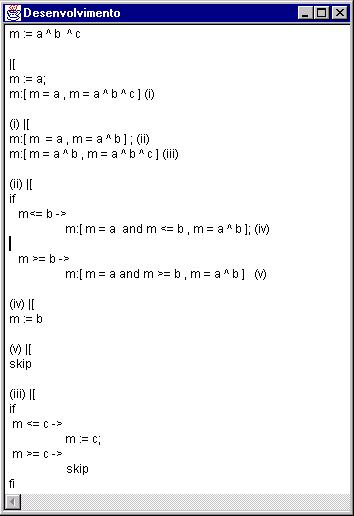 Desenvolvimento
m := a ^ b ^ c
|[
m := a;
m:[ m = a , m = a ^ b ^ c ] (i)
(i) |[
m:[ m = a , m = a ^ b ] ; (ii)
m:[ m = a ^ b , m = a ^ b ^ c ] (iii)
(ii) |[
if
m<= b ->
m:[ m = a and m <= b , m = a ^ b ]; (iv)
m >= b ->
m:[ m = a and m >= b , m = a ^ b ] (v)
(iv) |[
m := b
(v) |[
skip
(iii) |[
if
m <= c ->
m := c;
m >= c ->
skip
fi